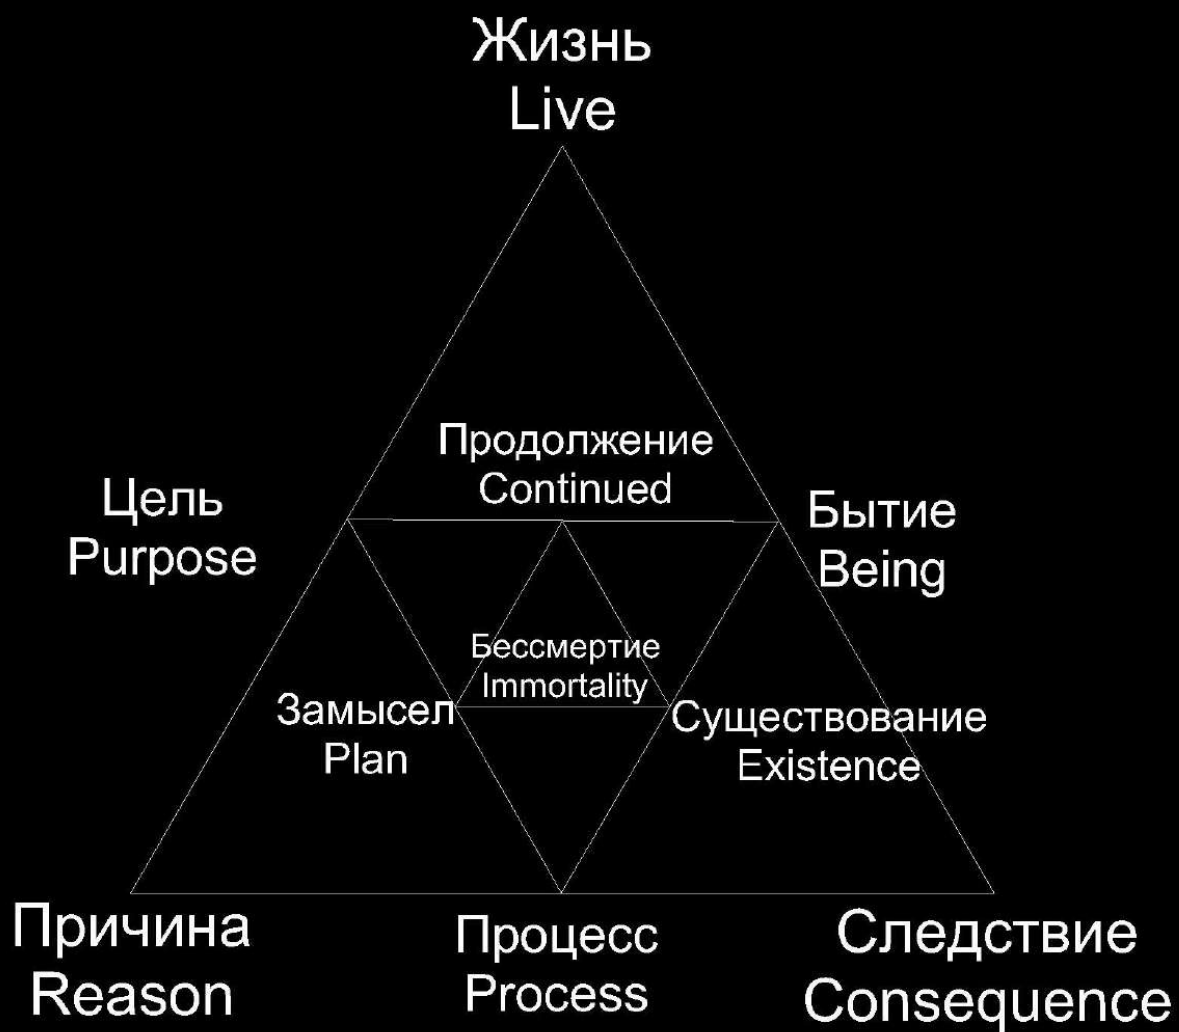 Жизнь
Live
Продолжение
Continued
Цель
Purpose
Бытие
Being
Бессмертие
Immortality
Замысел
Plan
Существование
Existence
Причина
Reason
Процесс
Process
Следствие
Consequence